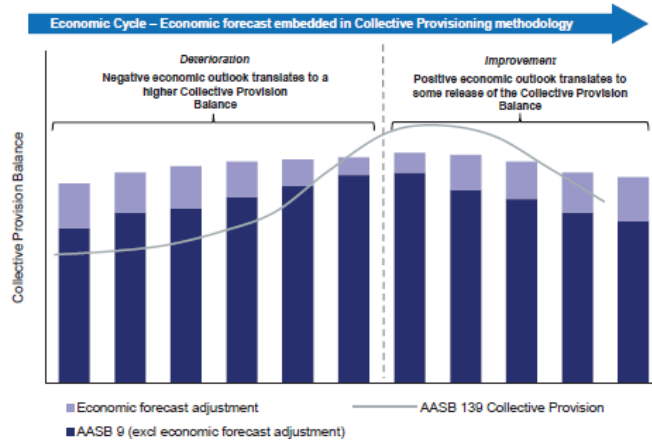 Economic Cycle – Economic forecast embedded in Collective Provisioning methodology
Deterioration
Negative economic outlook translates to a
higher Collective Provision
Balance
Improvement
Positive economic outlook translates to
some release of the Collective Provision
Balance
Collective Provision Balance
Economic forecast adjustment
AASB 139 Collective Provision
AASB 9 (excl economic forecast adjustment)